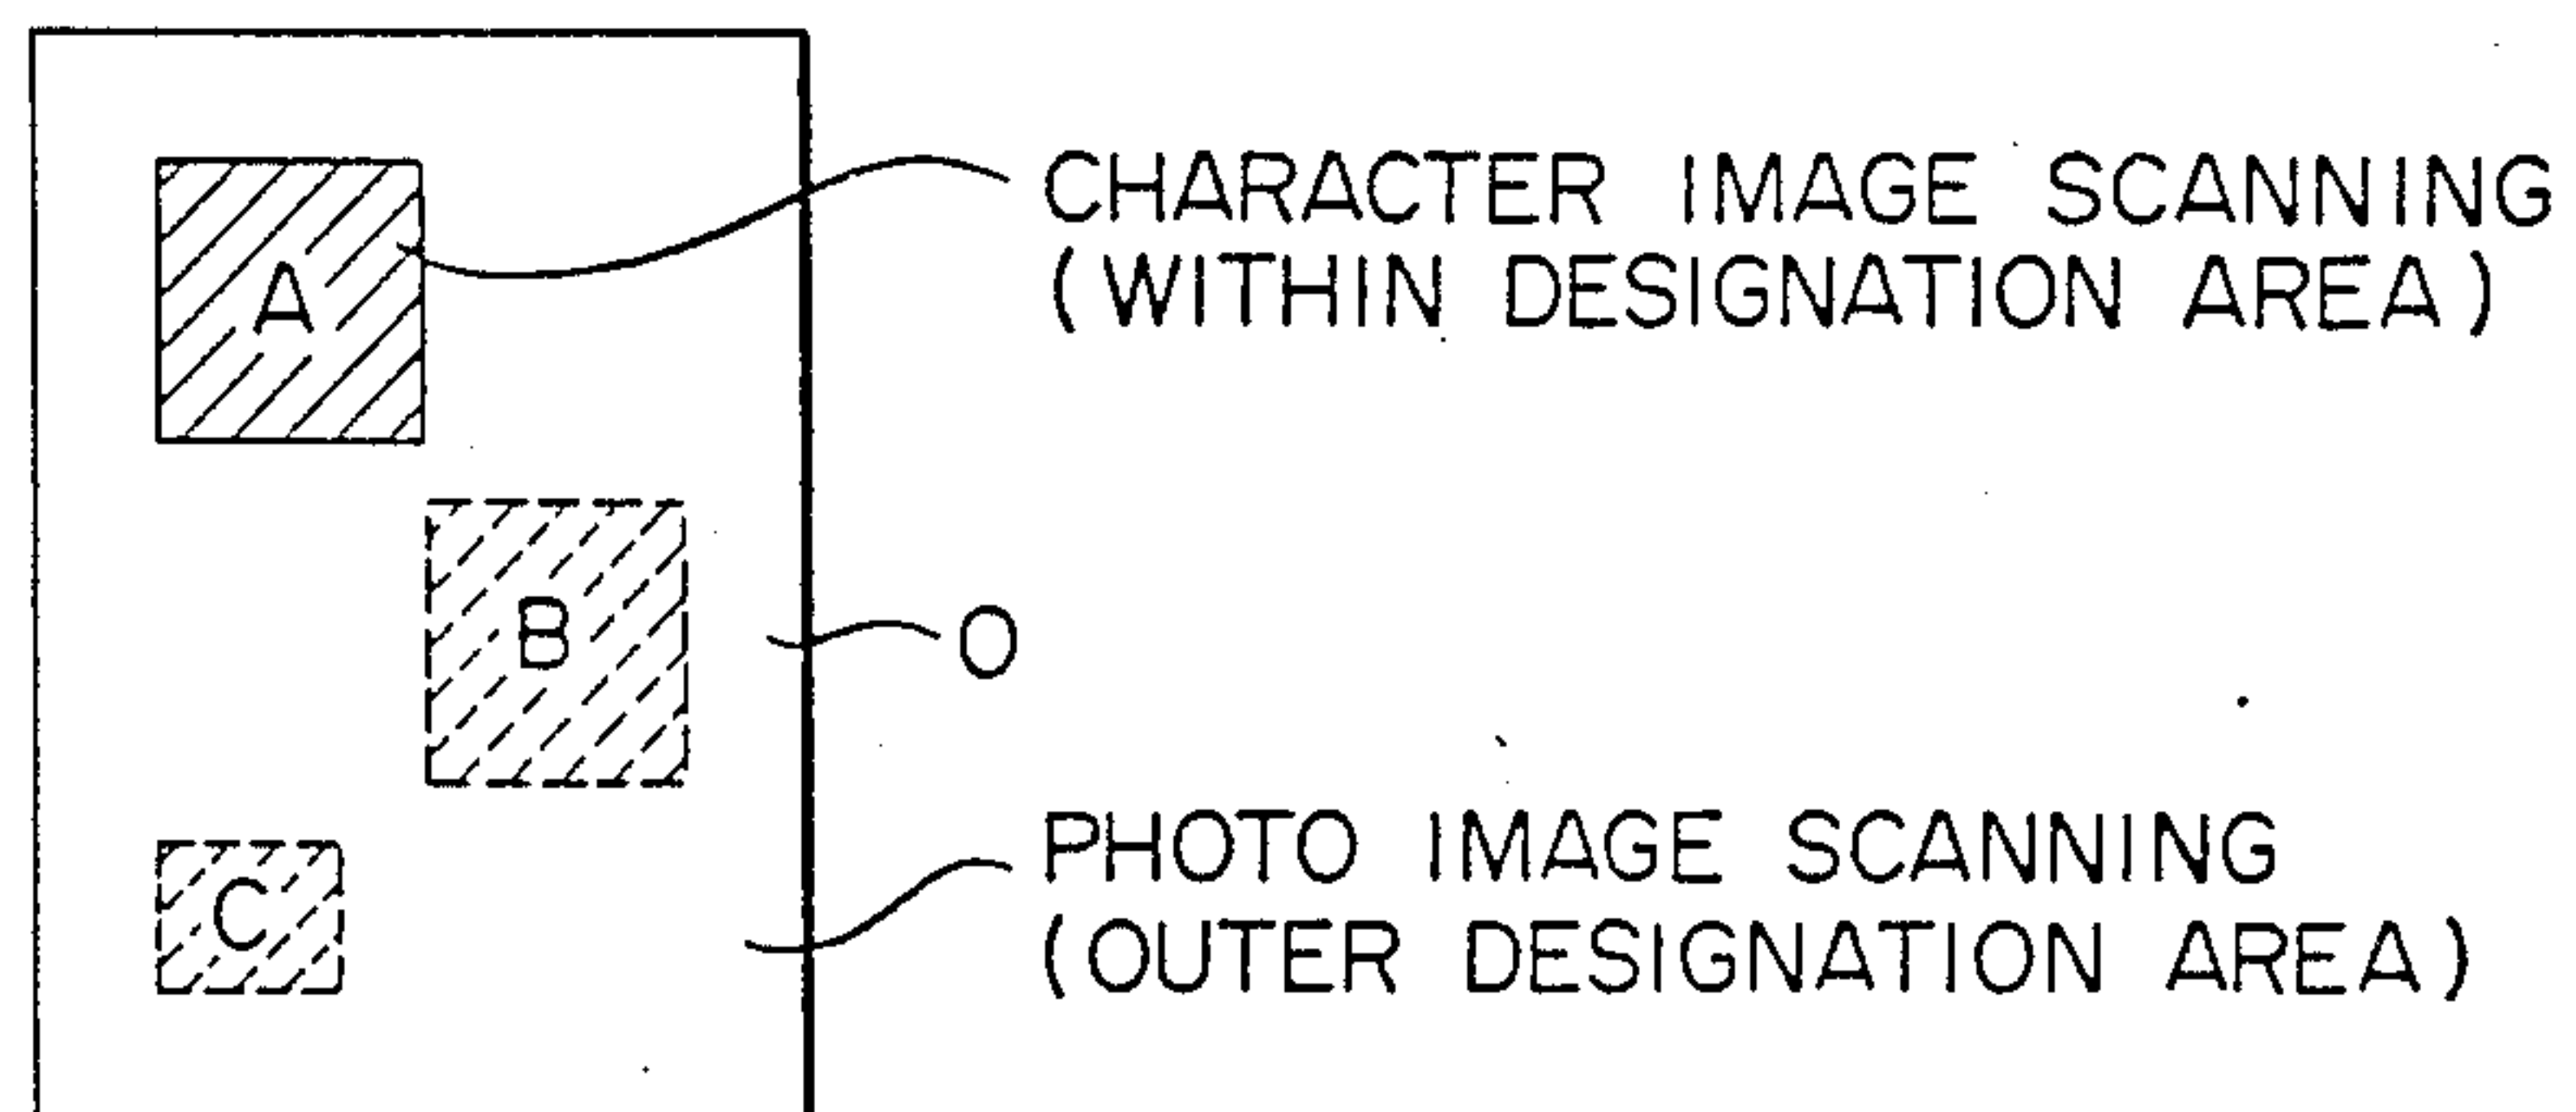 A
CHARACTER IMAGE SCANNING
(WITHIN DESIGNATION AREA)
B
O
C
PHOTO IMAGE SCANNING
(OUTER DESIGNATION AREA)